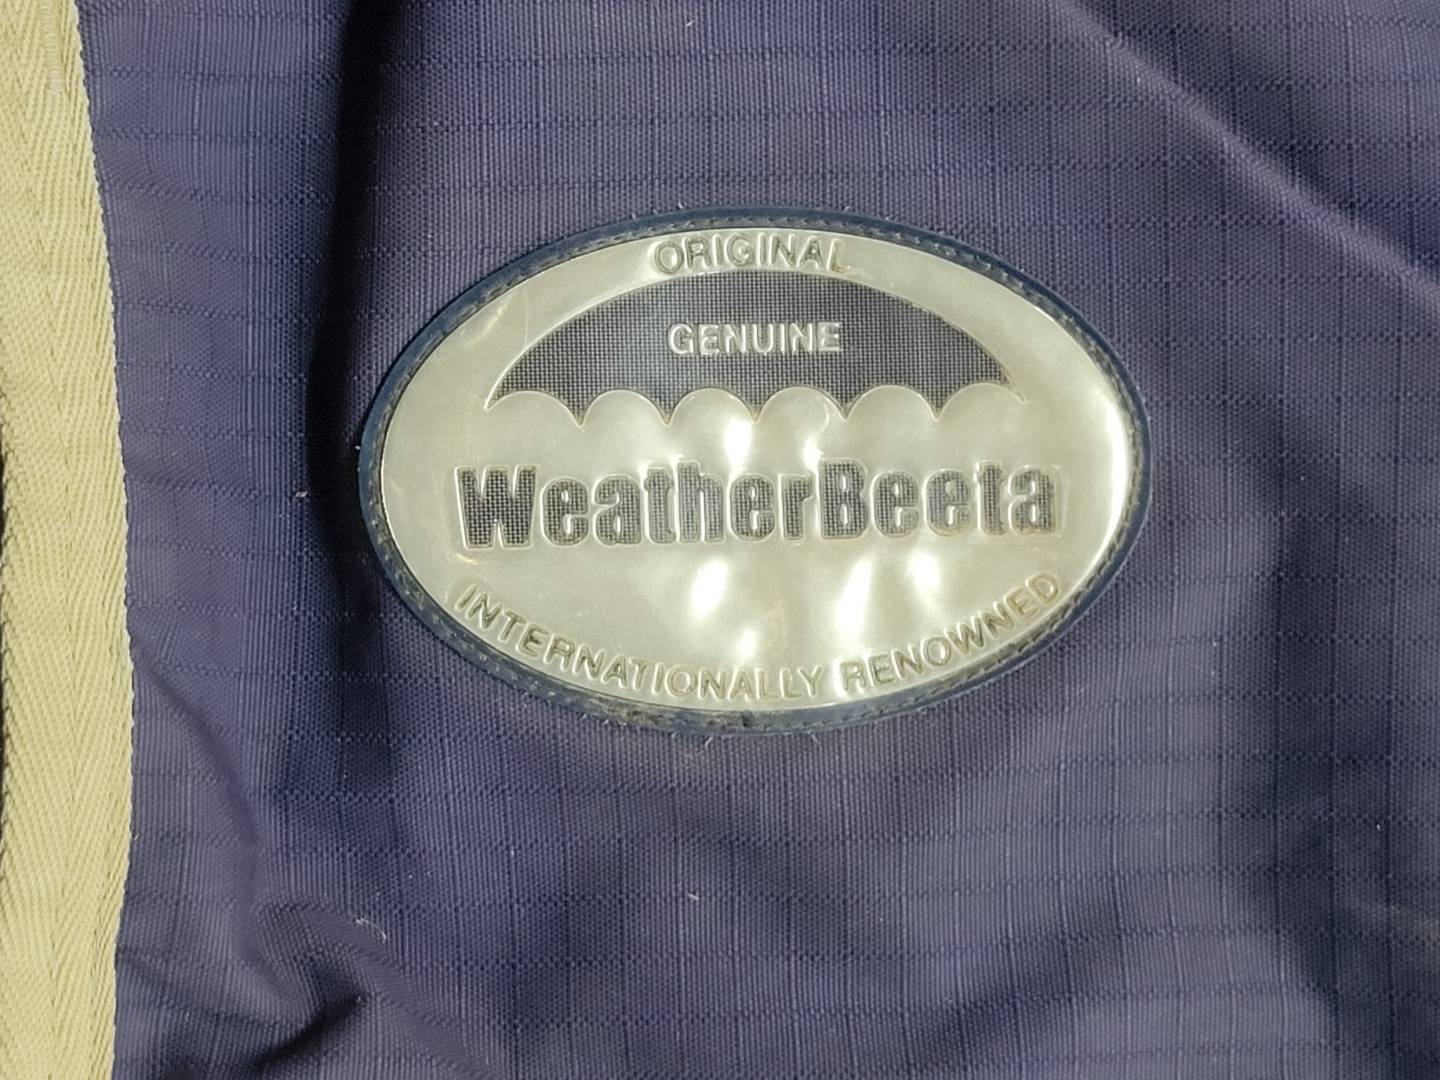 ORIGINAL
GENUINE
WeatherBeeta
INTERNATIONALLY RENOWNED